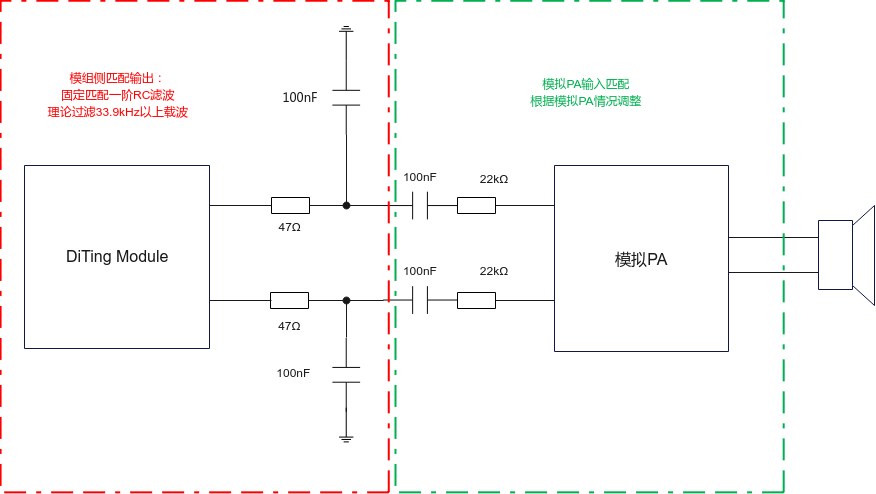 模组侧匹配输出：
固定匹配一阶RC滤波
理论过滤33.9kHz以上载波
100nF
模拟PA输入匹配
根据模拟PA情况调整
100nF
22kΩ
47Ω
DiTing Module
模拟PA
100nF
22kΩ
47Ω
100nF